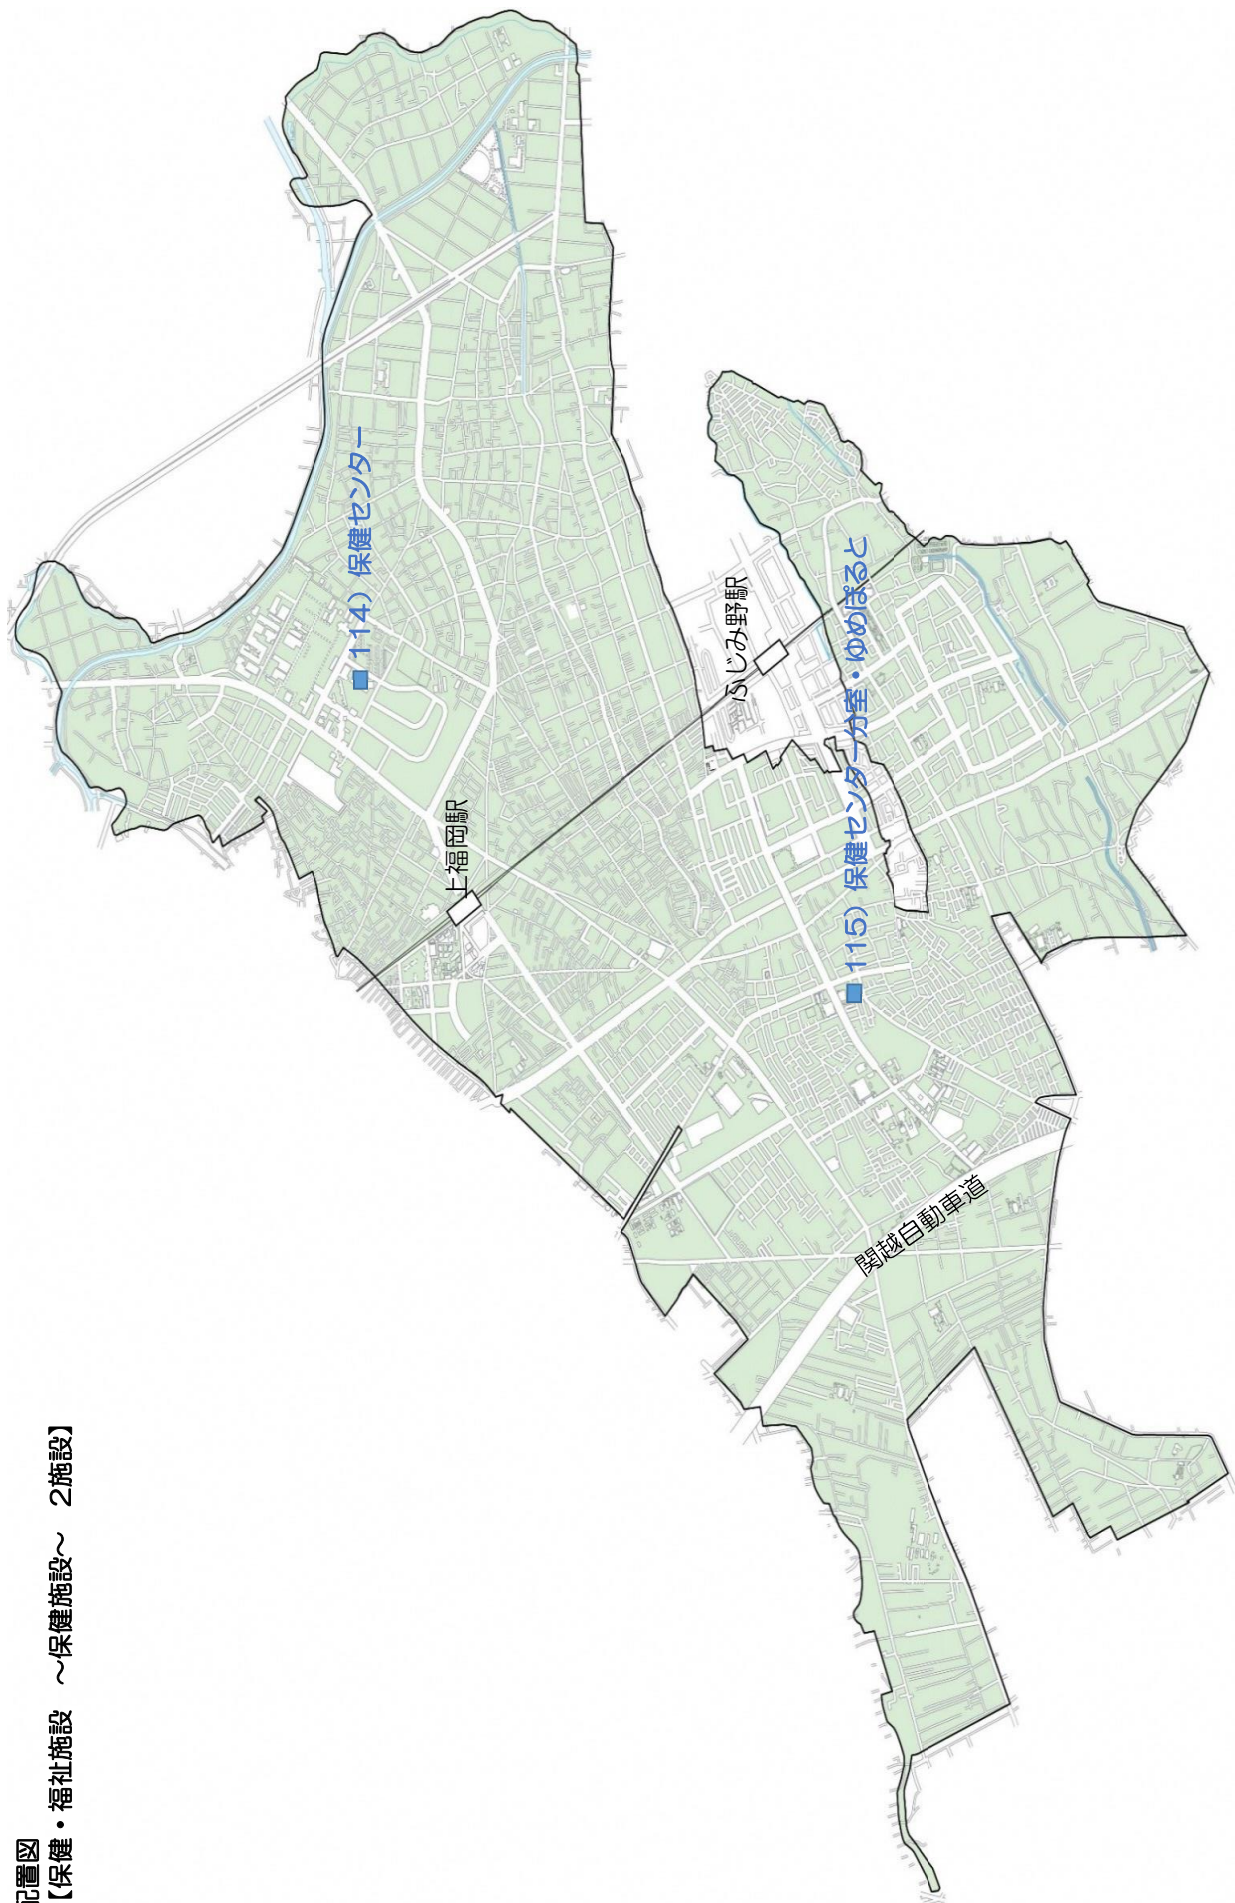 配置図
【保健・福祉施設　～保健施設～　2施設】
114）保健センター
上福岡駅
ふじみ野駅
115）保健センター分室・ゆめぽると
関越自動車道